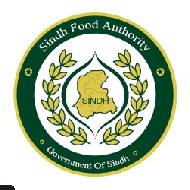 Sindh Food Authority
SINDH
Government Of Sindh